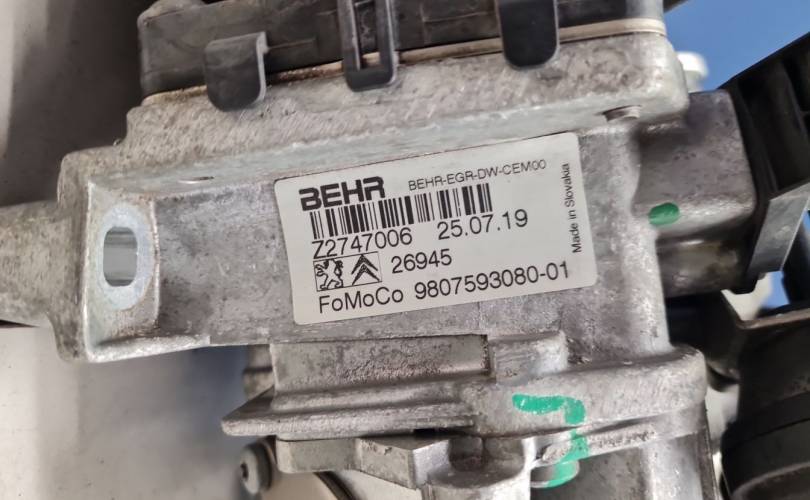 BEHR BEHR-EGR-DW-CEM00
Z2747006 25.07.19
26945
FoMoCo 9807593080-01
Made in Slovakia